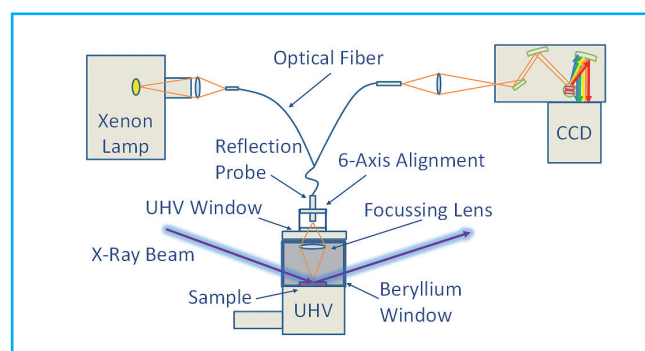 Optical Fiber
Xenon
Lamp
CCD
Reflection
Probe
6-Axis Alignment
UHV Window
Focussing Lens
X-Ray Beam
Sample
UHV
Beryllium
Window